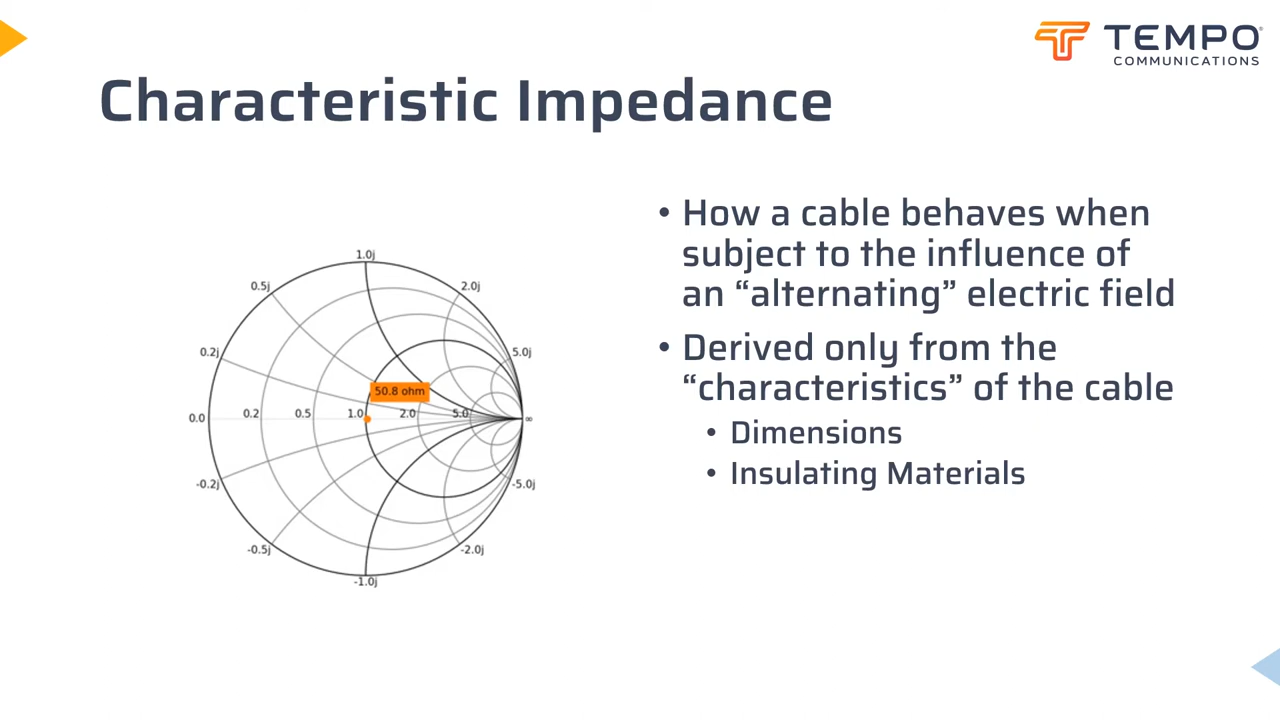 TEMPO
COMMUNICATIONS
Characteristic Impedance
• How a cable behaves when
subject to the influence of
an “alternating” electric field
• Derived only from the
“characteristics” of the cable
• Dimensions
• Insulating Materials
1.0j
0.5j
2.0j
0.2j
5.0j
50.8 ohm
0.0
0.2
0.5
1.0
2.0
5.0
∞
-0.2j
-5.0j
-0.5j
-2.0j
-1.0j